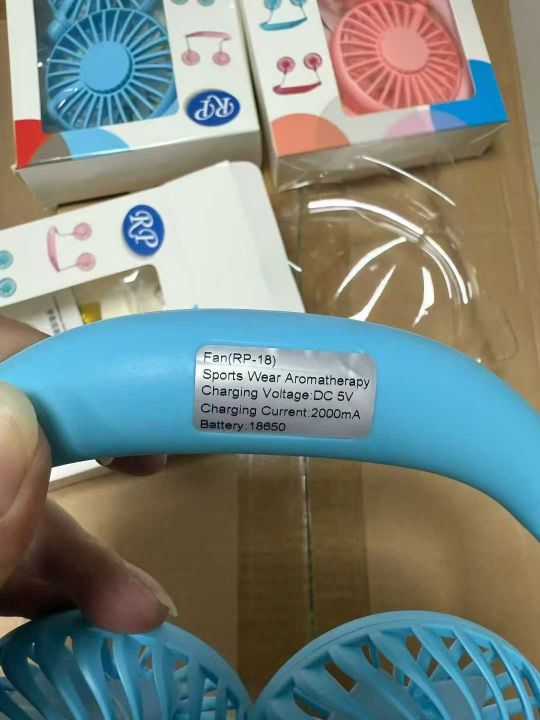 RP
RP
Fan(RP-18)
Sports Wear Aromatherapy
Charging Voltage:DC 5V
Charging Current:2000mA
Battery:18650